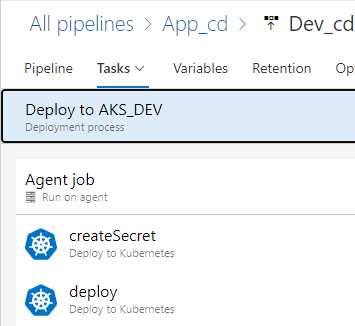 All pipelines > App_cd > Dev_cd
Pipeline Tasks Variables Retention Op
Deploy to AKS_DEV
Deployment process
Agent job
Run on agent
createSecret
Deploy to Kubernetes
deploy
Deploy to Kubernetes